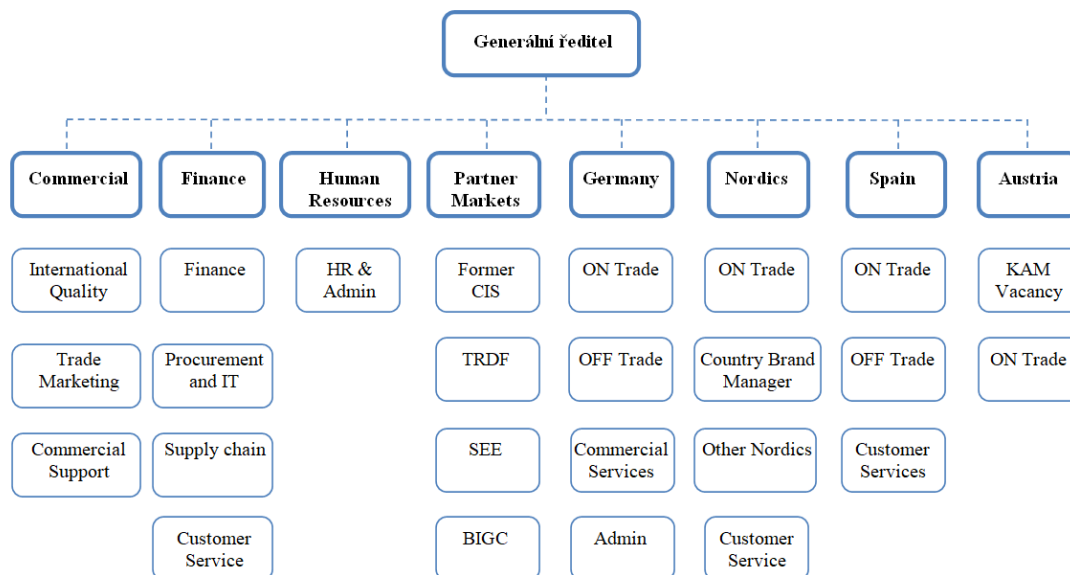 Generální ředitel
Commercial
Finance
Human
Resources
Partner
Markets
Germany
Nordics
Spain
Austria
International
Quality
Finance
HR &
Admin
Former
CIS
ON Trade
ON Trade
ON Trade
KAM
Vacancy
Trade
Marketing
Procurement
and IT
TRDF
OFF Trade
Country Brand
Manager
OFF Trade
ON Trade
Commercial
Support
Supply chain
SEE
Commercial
Services
Other Nordics
Customer
Services
Customer
Service
BIGC
Admin
Customer
Service